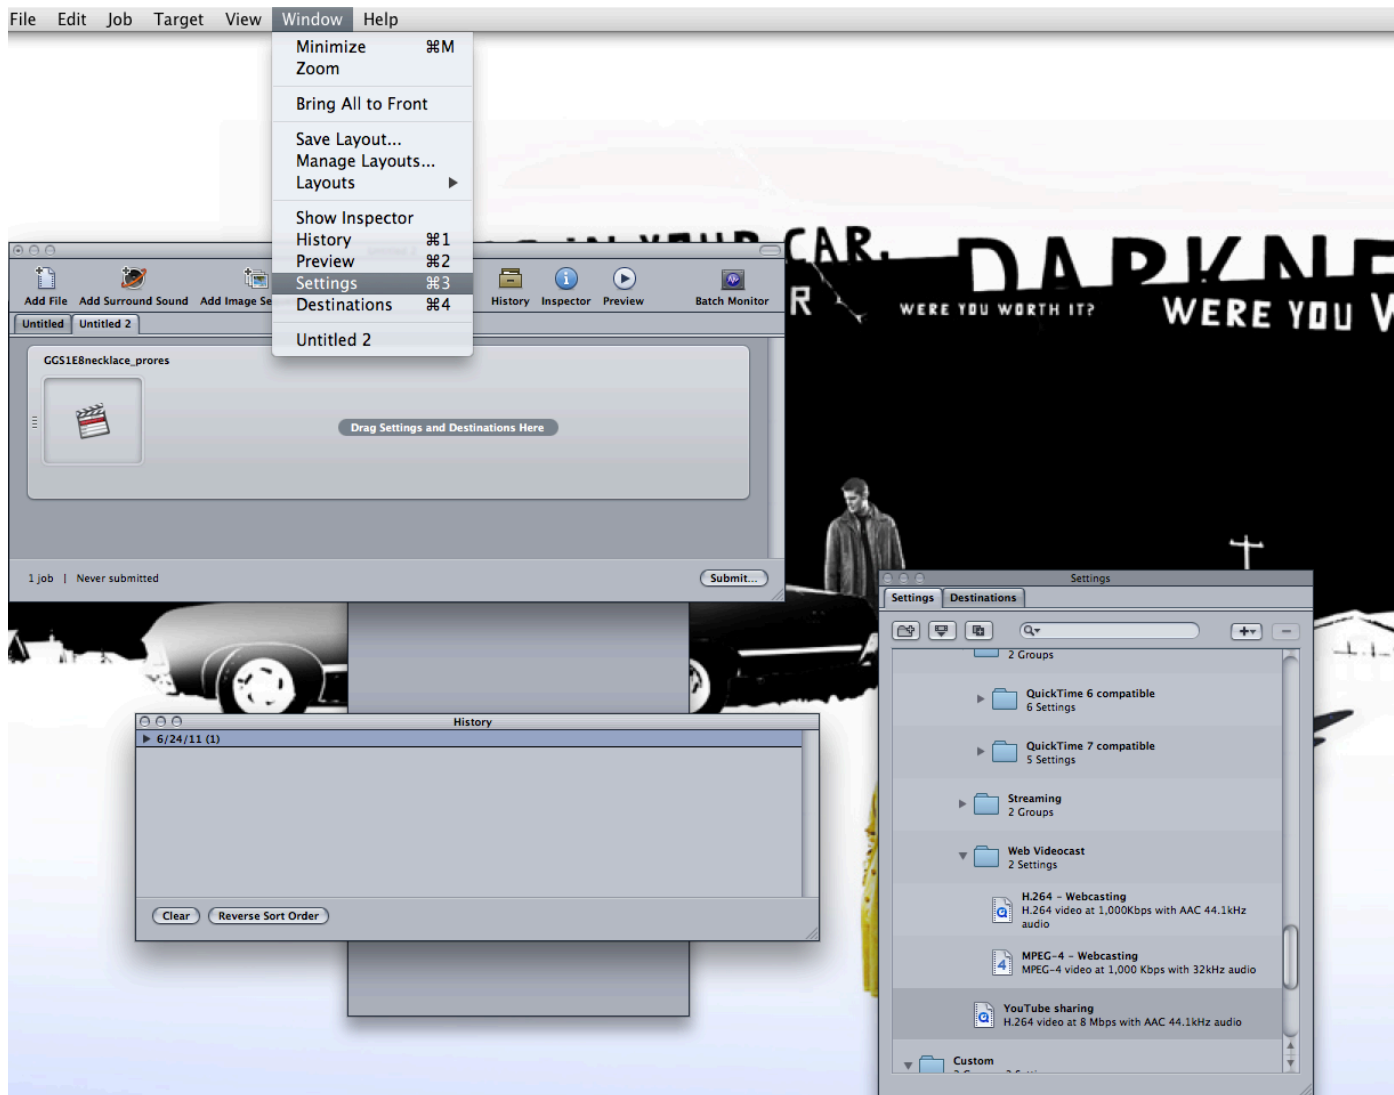 File Edit Job Target View Window Help
Minimize ⌘M
Zoom
Bring All to Front
Save Layout...
Manage Layouts...
Layouts
Show Inspector
History ⌘1
Preview ⌘2
Settings ⌘3
Destinations ⌘4
Untitled 2
IN YOUR CAR.
DARKNE
WERE YOU WORTH IT?
WERE YOU W
R
Add File Add Surround Sound Add Image Se
History Inspector Preview Batch Monitor
Untitled Untitled 2
GGS1E8necklace_prores
Drag Settings and Destinations Here
1 job | Never submitted
Submit...
History
6/24/11 (1)
Clear Reverse Sort Order
Settings
Settings Destinations
2 Groups
QuickTime 6 compatible
6 Settings
QuickTime 7 compatible
5 Settings
Streaming
2 Groups
Web Videocast
2 Settings
H.264 - Webcasting
H.264 video at 1,000Kbps with AAC 44.1kHz
audio
MPEG-4 - Webcasting
MPEG-4 video at 1,000 Kbps with 32kHz audio
YouTube sharing
H.264 video at 8 Mbps with AAC 44.1kHz audio
Custom